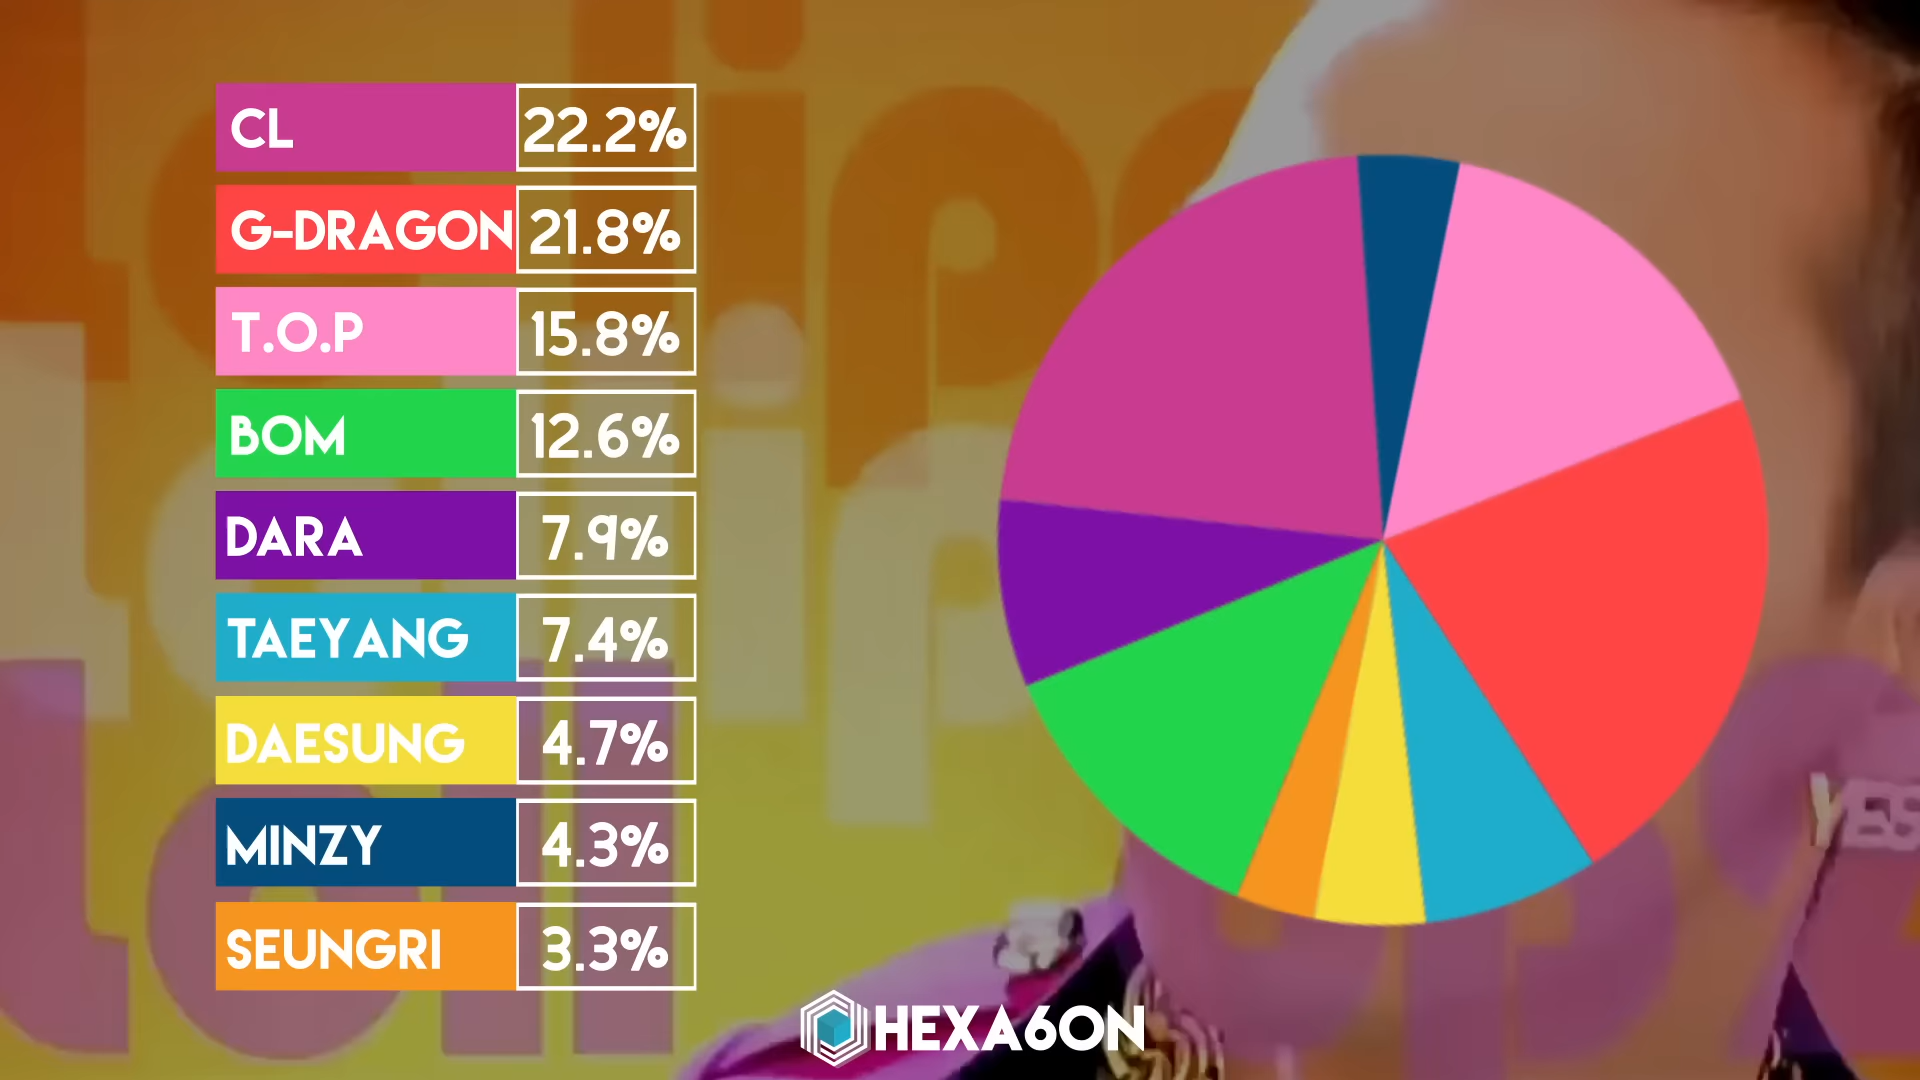 CL 22.2%
G-DRAGON 21.8%
T.O.P 15.8%
BOM 12.6%
DARA 7.9%
TAEYANG 7.4%
DAESUNG 4.7%
MINZY 4.3%
SEUNGRI 3.3%
YES
HEXA6ON